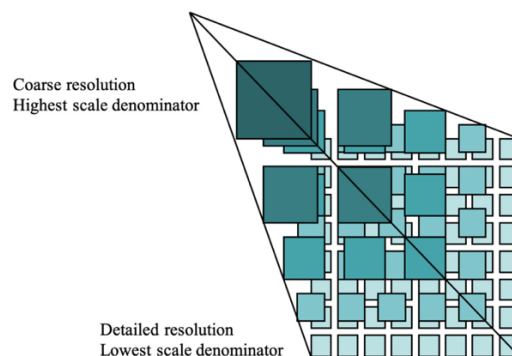 Coarse resolution
Highest scale denominator
Detailed resolution
Lowest scale denominator